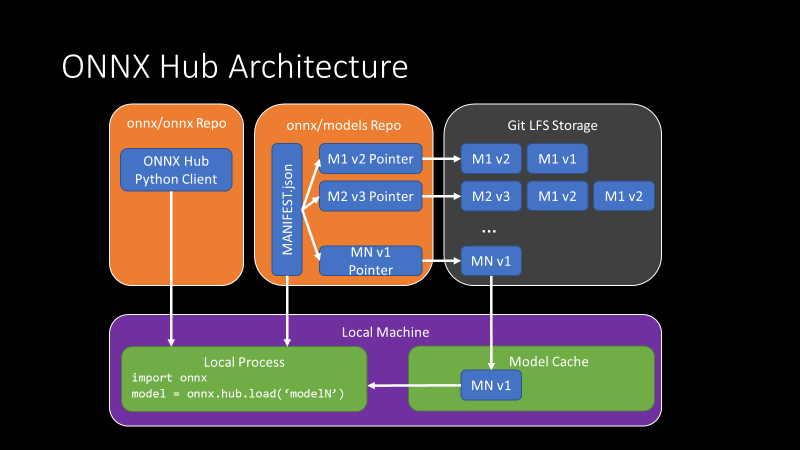 ONNX Hub Architecture
onnx/onnx Repo
ONNX Hub
Python Client
onnx/models Repo
MANIFEST.json
M1 v2 Pointer
M2 v3 Pointer
MN v1
Pointer
Git LFS Storage
M1 v2
M1 v1
M2 v3
M1 v2
M1 v2
...
MN v1
Local Machine
Local Process
import onnx
model = onnx.hub.load(‘modelN’)
Model Cache
MN v1